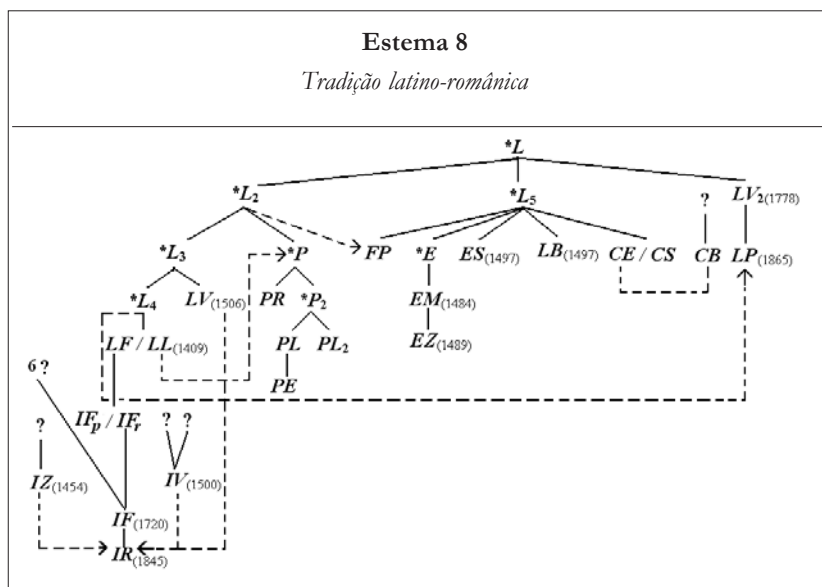 Estema 8
Tradição latino-românica
*L
*L2 *L5 ? LV2(1778)
*L3 *P FP *E ES(1497) LB(1497) CE / CS CB LP(1865)
*L4 LV(1506) PR *P2 EM(1484)
LF / LL(1409) PL PL2 EZ(1489)
6 ? PE
? IFp / IFr ? ?
IZ(1454) IV(1500)
IF(1720)
IR(1845)